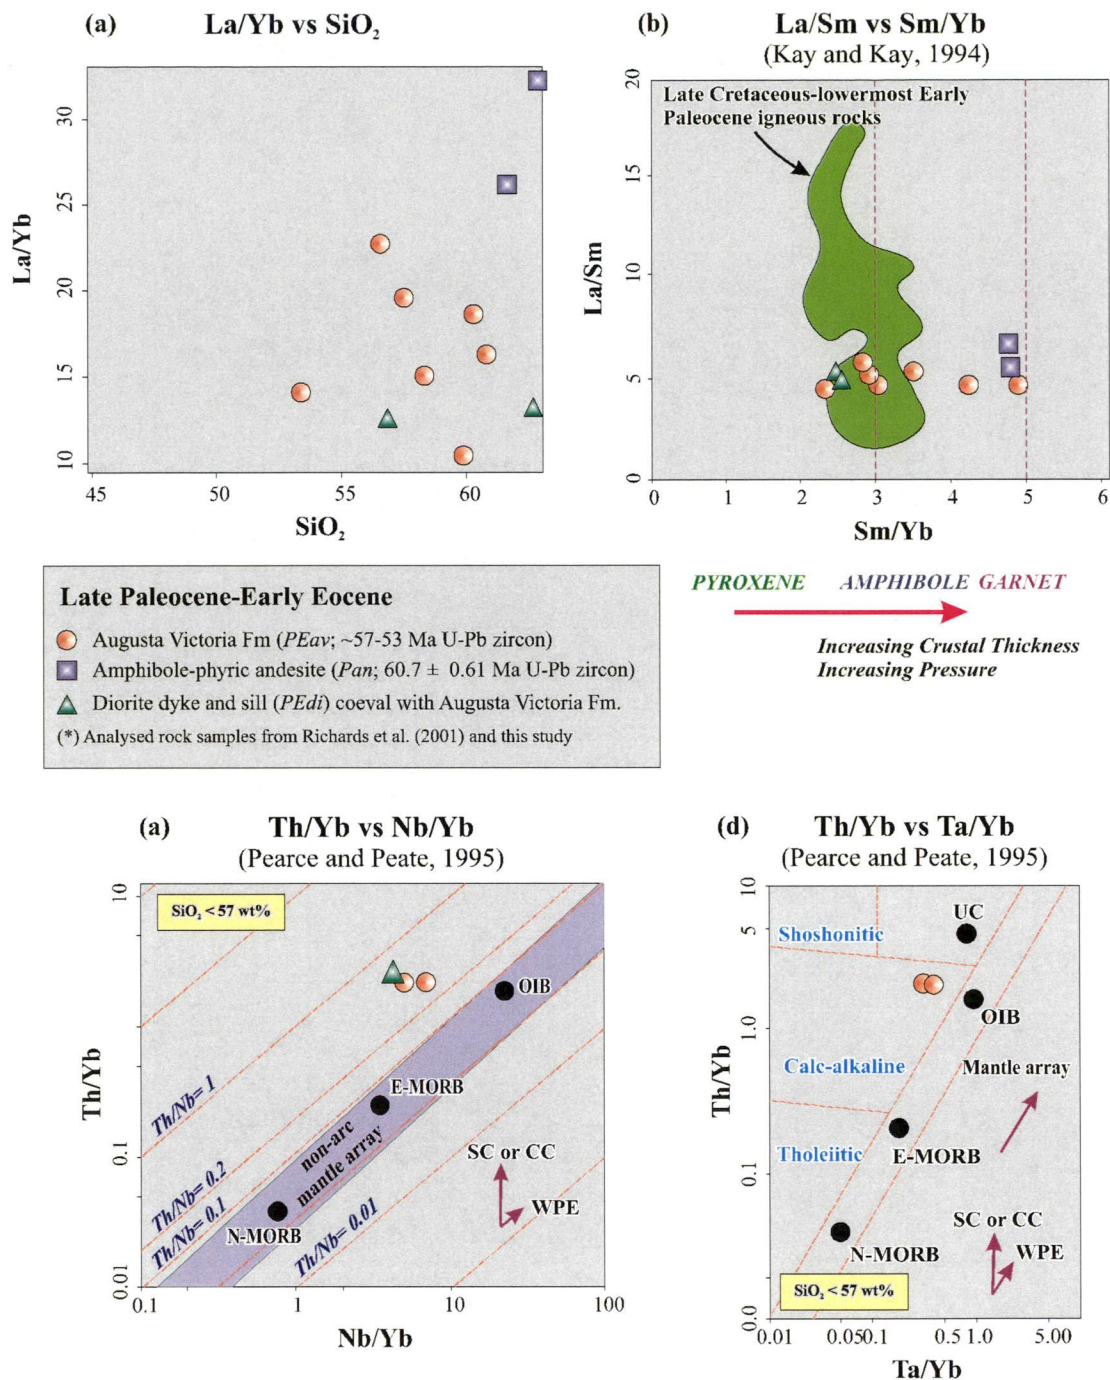 (a) La/Yb vs SiO₂
La/Yb
30
25
20
15
10
45 50 55 60
SiO₂
(b) La/Sm vs Sm/Yb
(Kay and Kay, 1994)
Late Cretaceous-lowermost Early
Paleocene igneous rocks
La/Sm
20
15
10
5
0
0 1 2 3 4 5 6
Sm/Yb
Late Paleocene-Early Eocene
Augusta Victoria Fm (PEav; ~57-53 Ma U-Pb zircon)
Amphibole-phyric andesite (Pan; 60.7 ± 0.61 Ma U-Pb zircon)
Diorite dyke and sill (PEdi) coeval with Augusta Victoria Fm.
(*) Analysed rock samples from Richards et al. (2001) and this study
PYROXENE AMPHIBOLE GARNET
Increasing Crustal Thickness
Increasing Pressure
(a) Th/Yb vs Nb/Yb
(Pearce and Peate, 1995)
SiO₂ < 57 wt%
Th/Yb
10
0.1
0.01
OIB
E-MORB
N-MORB
non-arc
mantle array
Th/Nb= 1
Th/Nb= 0.2
Th/Nb= 0.1
Th/Nb= 0.01
SC or CC
WPE
0.1 1 10 100
Nb/Yb
(d) Th/Yb vs Ta/Yb
(Pearce and Peate, 1995)
Th/Yb
10
5
1.0
0.1
0.0
UC
Shoshonitic
OIB
Calc-alkaline
Mantle array
Tholeiitic
E-MORB
N-MORB
SC or CC
WPE
SiO₂ < 57 wt%
0.01 0.05 0.1 0.5 1.0 5.00
Ta/Yb